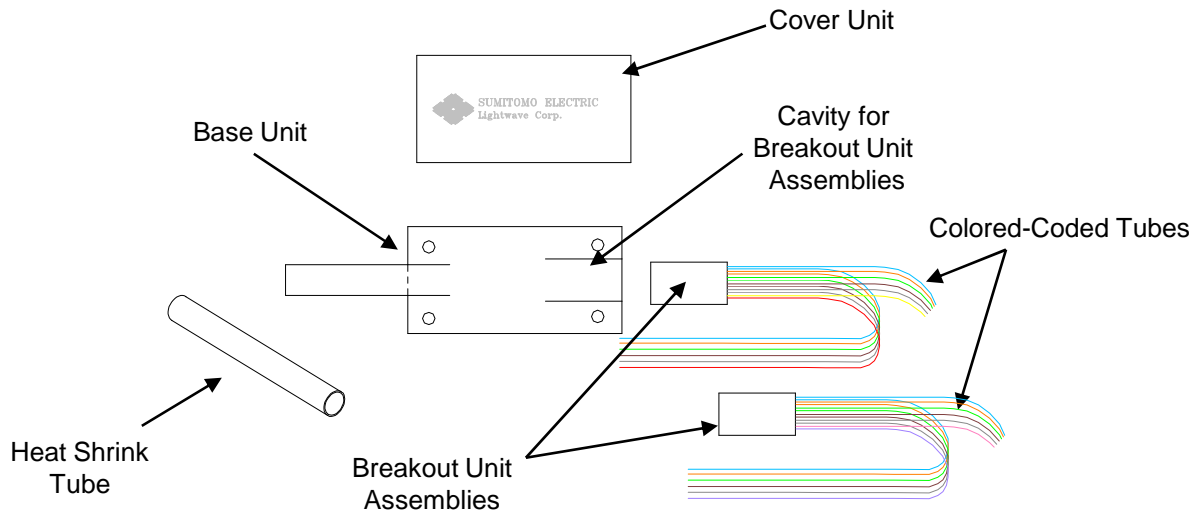 Cover Unit
SUMITOMO ELECTRIC
Lightwave Corp.
Base Unit
Cavity for
Breakout Unit
Assemblies
Colored-Coded Tubes
Heat Shrink
Tube
Breakout Unit
Assemblies